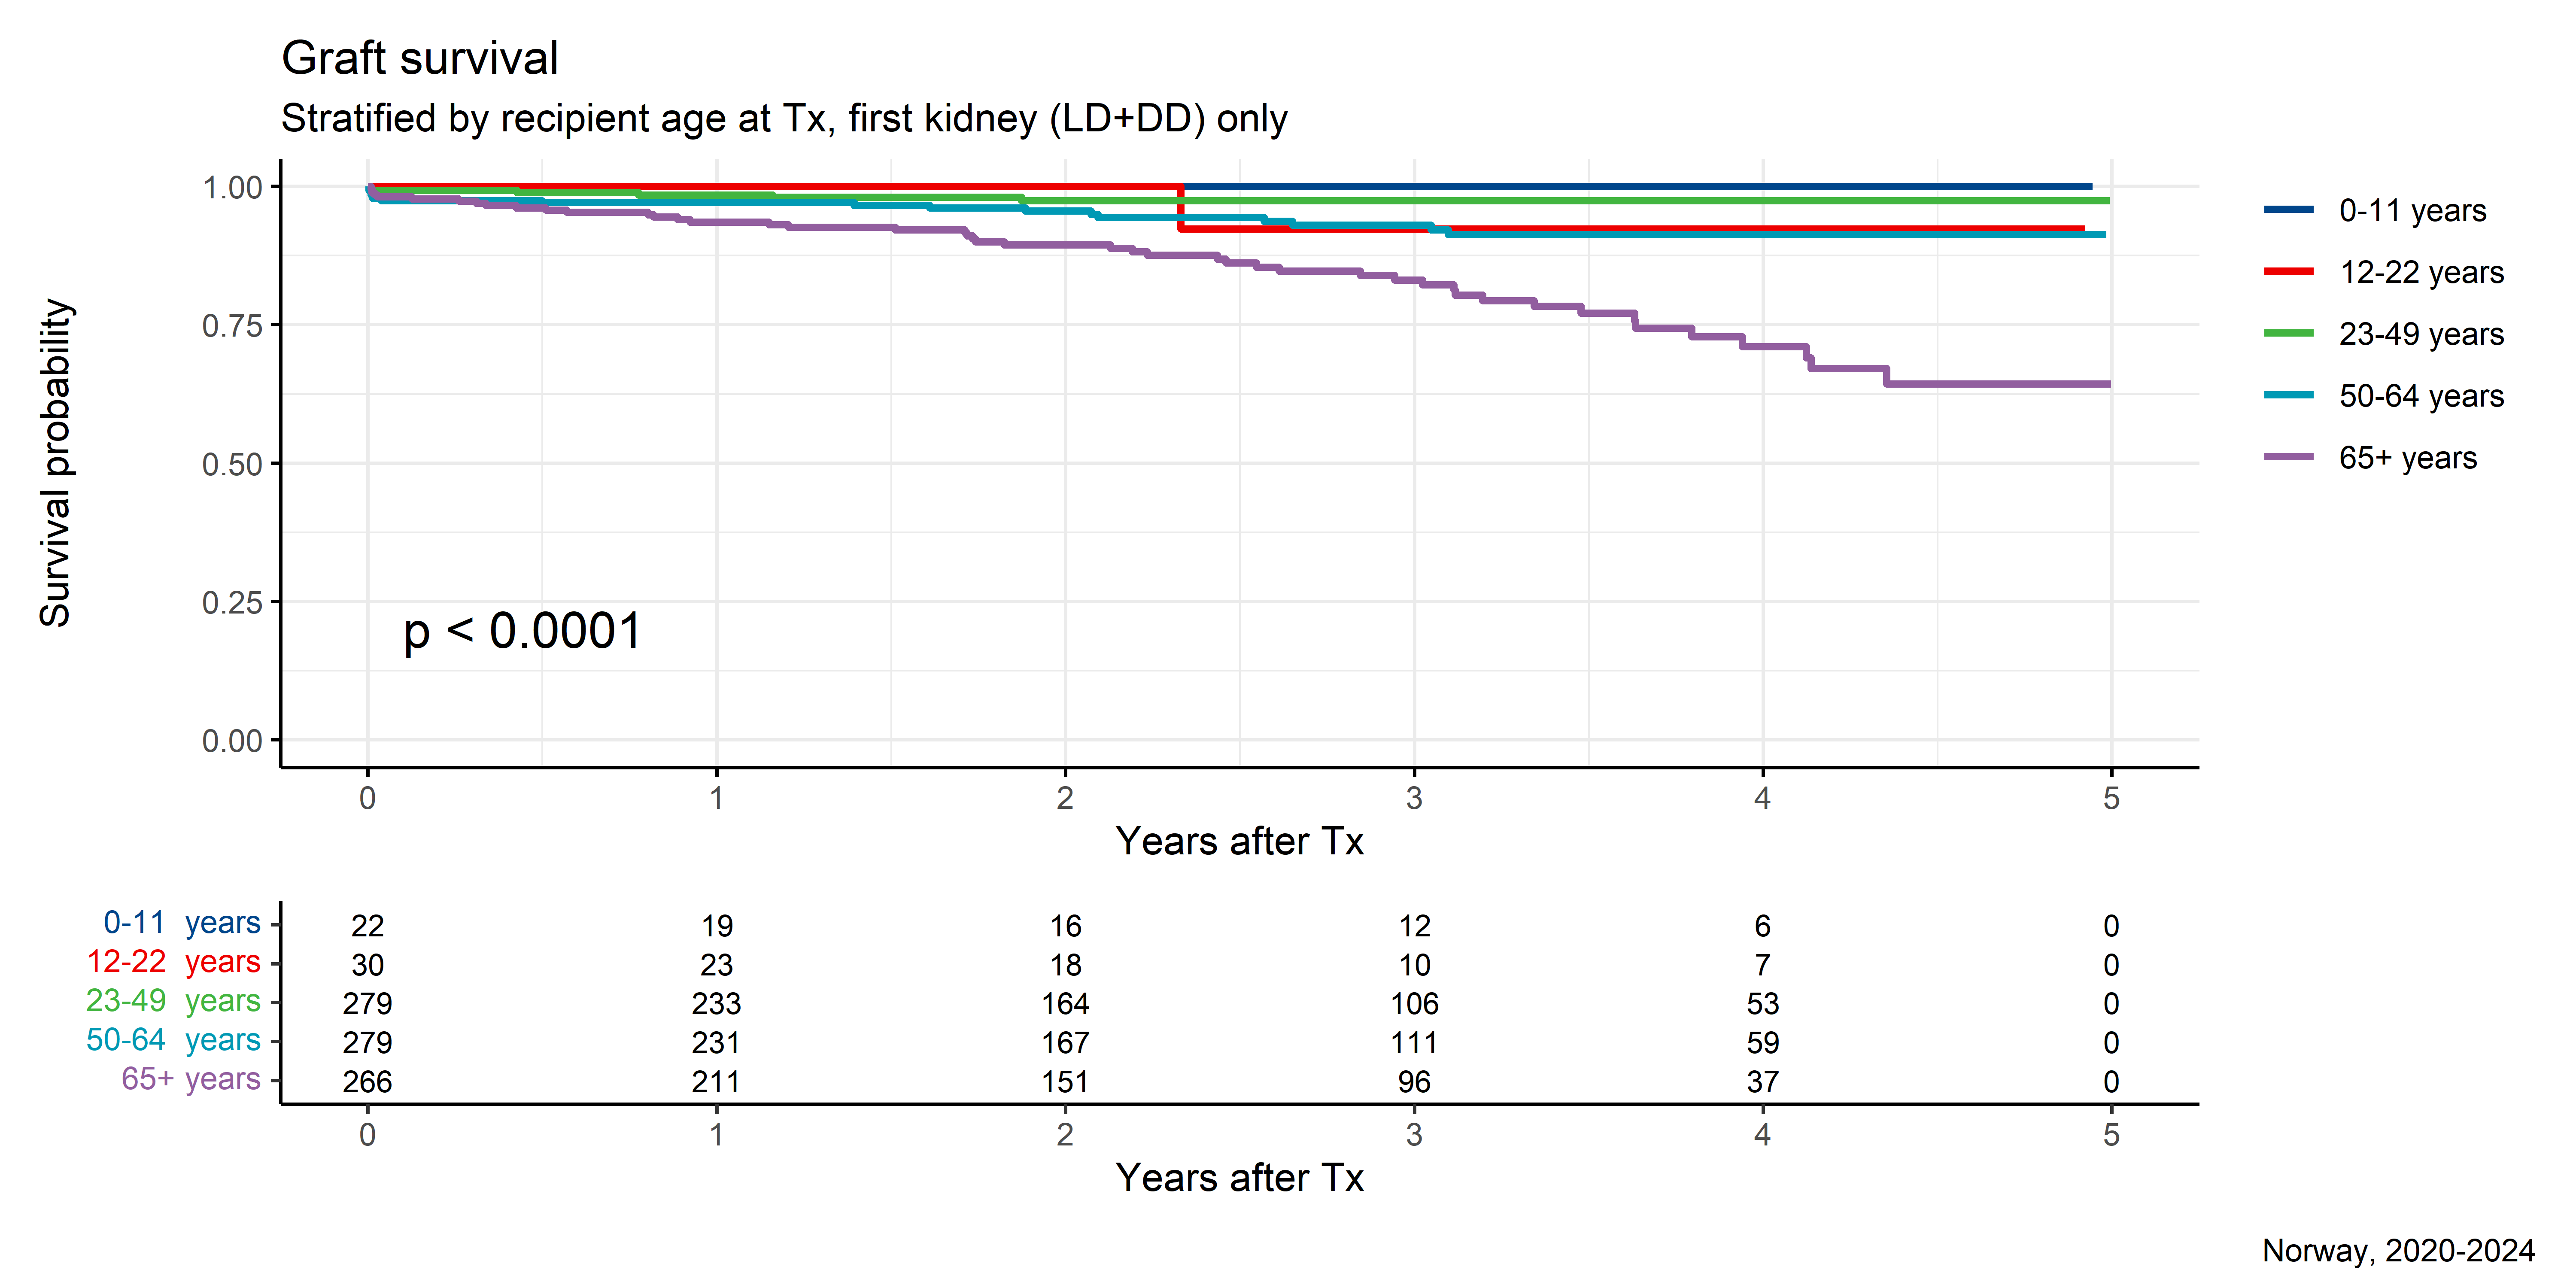 Graft survival
Stratified by recipient age at Tx, first kidney (LD+DD) only
Survival probability
1.00
0.75
0.50
0.25
0.00
p < 0.0001
0 1 2 3 4 5
Years after Tx
0-11 years
12-22 years
23-49 years
50-64 years
65+ years
0-11 years 22 19 16 12 6 0
12-22 years 30 23 18 10 7 0
23-49 years 279 233 164 106 53 0
50-64 years 279 231 167 111 59 0
65+ years 266 211 151 96 37 0
0 1 2 3 4 5
Years after Tx
Norway, 2020-2024